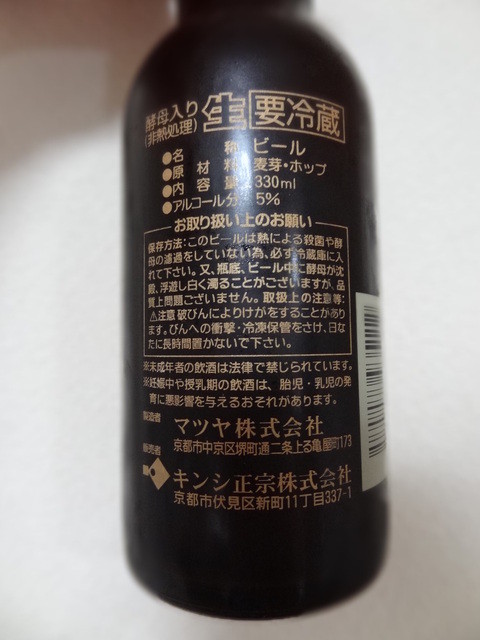 酵母入り 生 要冷蔵
(非熱処理)
●名 称 ビール
●原材料 麦芽・ホップ
●内容量 330ml
●アルコール分 5%
お取り扱い上のお願い
保存方法：このビールは熱による殺菌や酵
母の濾過をしていない為、必ず冷蔵庫に入
れて下さい。又、瓶底、ビール中に酵母が沈
殿、浮遊し白く濁ることがございますが、品
質上問題ございません。取扱上の注意等：
⚠注意 破びんによりけがをすることがあり
ます。びんへの衝撃・冷凍保管をさけ、日な
たに長時間置かないで下さい。
※未成年者の飲酒は法律で禁じられています。
※妊娠中や授乳期の飲酒は、胎児・乳児の発
育に悪影響を与えるおそれがあります。
製造者 マツヤ株式会社
京都市中京区堺町通二条上る亀屋町173
販売者 キンシ正宗株式会社
京都市伏見区新町11丁目337-1